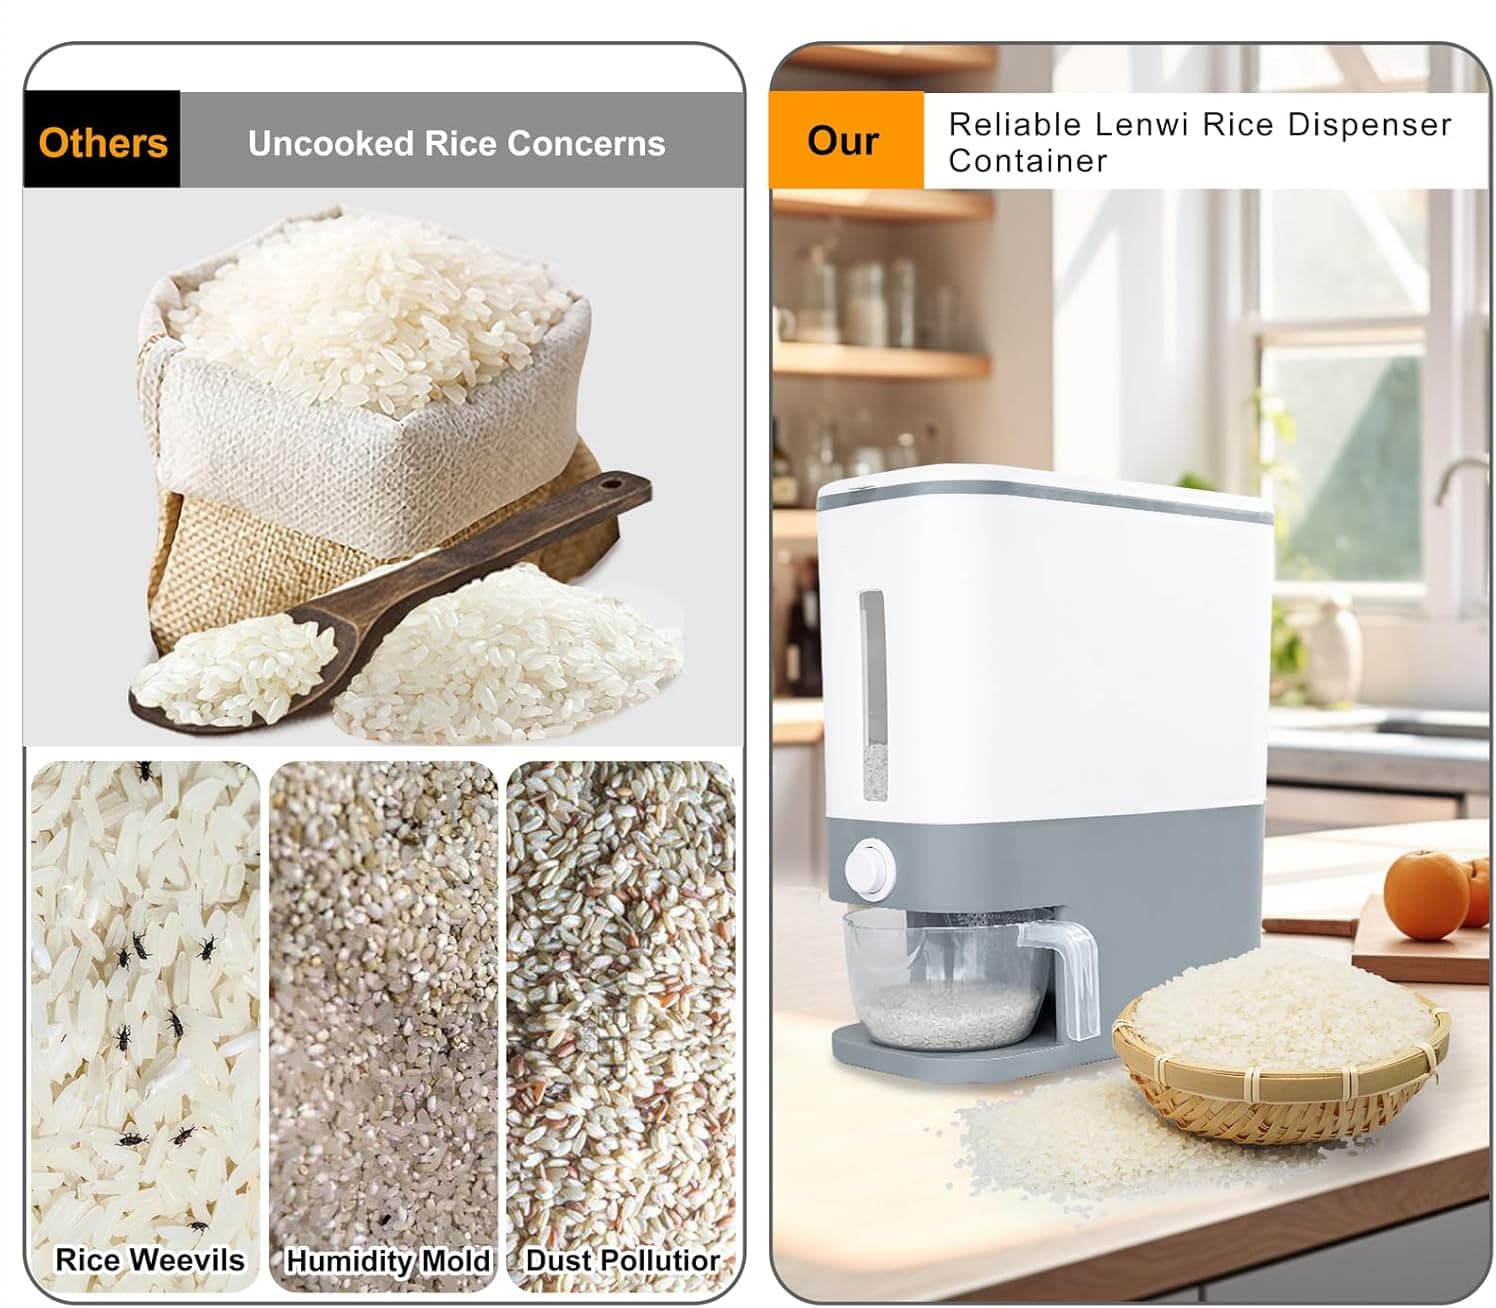 Others
Uncooked Rice Concerns
Rice Weevils
Humidity Mold
Dust Pollutior
Our
Reliable Lenwi Rice Dispenser
Container